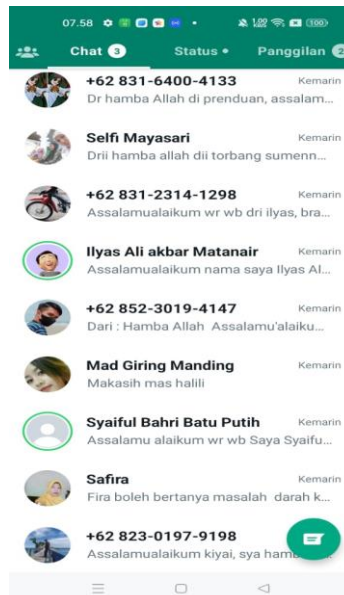 07.58
100
Chat 3 Status • Panggilan 2
+62 831-6400-4133 Kemarin
Dr hamba Allah di prenduan, assalam...
Selfi Mayasari Kemarin
Drii hamba allah dii torbang sumenn...
+62 831-2314-1298 Kemarin
Assalamualaikum wr wb dri ilyas, bra...
Ilyas Ali akbar Matanair Kemarin
Assalamualaikum nama saya Ilyas Al...
+62 852-3019-4147 Kemarin
Dari : Hamba Allah Assalamu'alaiku...
Mad Giring Manding Kemarin
Makasih mas halili
Syaiful Bahri Batu Putih Kemarin
Assalamu alaikum wr wb Saya Syaifu...
Safira Kemarin
Fira boleh bertanya masalah darah k...
+62 823-0197-9198 Kemarin
Assalamualaikum kiyai, sya ham